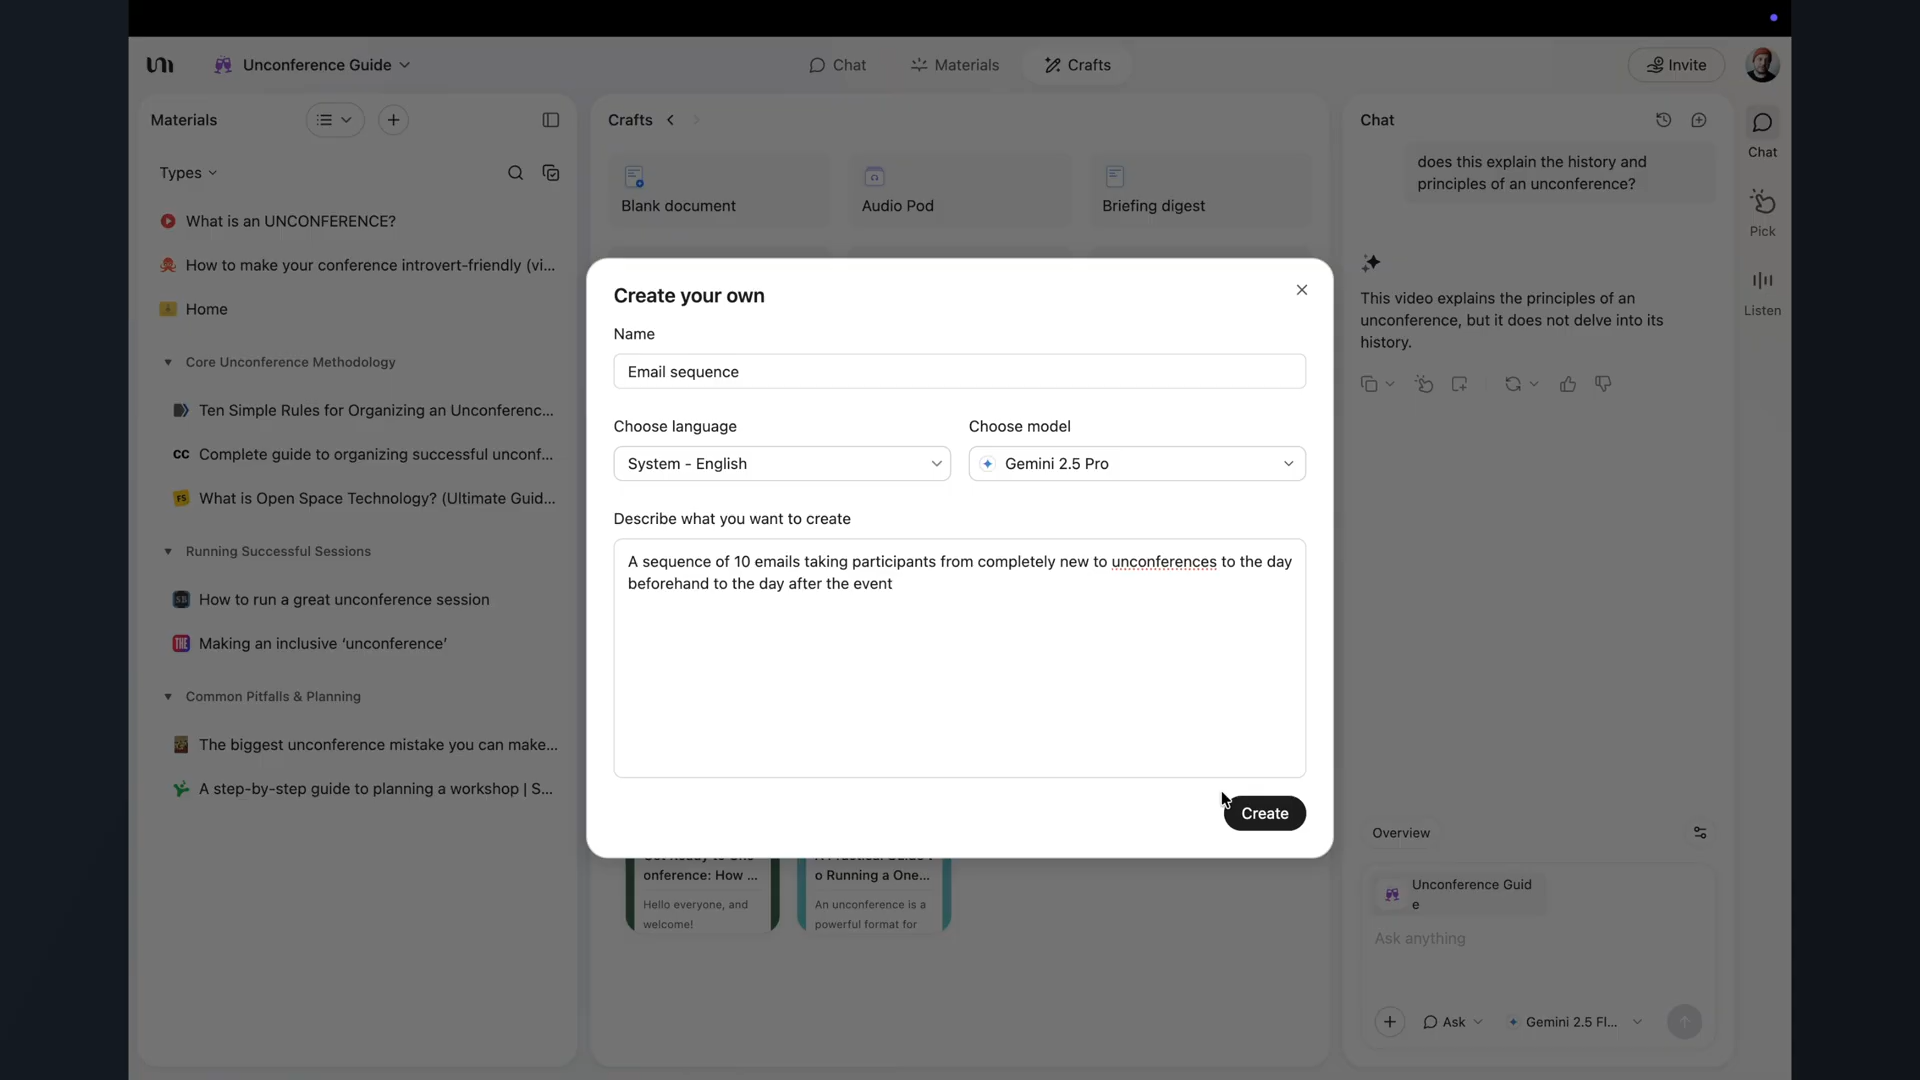 Unconference Guide
Chat
Materials
Crafts
Invite
Materials
Types
What is an UNCONFERENCE?
How to make your conference introvert-friendly (vi...
Home
Core Unconference Methodology
Ten Simple Rules for Organizing an Unconferenc...
CC Complete guide to organizing successful unconf...
FS What is Open Space Technology? (Ultimate Guid...
Running Successful Sessions
SB How to run a great unconference session
THE Making an inclusive ‘unconference’
Common Pitfalls & Planning
The biggest unconference mistake you can make...
A step-by-step guide to planning a workshop | S...
Crafts
Blank document
Audio Pod
Briefing digest
Create your own
Name
Email sequence
Choose language
Choose model
System - English
Gemini 2.5 Pro
Describe what you want to create
A sequence of 10 emails taking participants from completely new to unconferences to the day
beforehand to the day after the event
Create
onference: How ...
Hello everyone, and
welcome!
o Running a One...
An unconference is a
powerful format for
Chat
does this explain the history and
principles of an unconference?
This video explains the principles of an
unconference, but it does not delve into its
history.
Overview
Unconference Guid
e
Ask anything
Ask
Gemini 2.5 Fl...
Chat
Pick
Listen